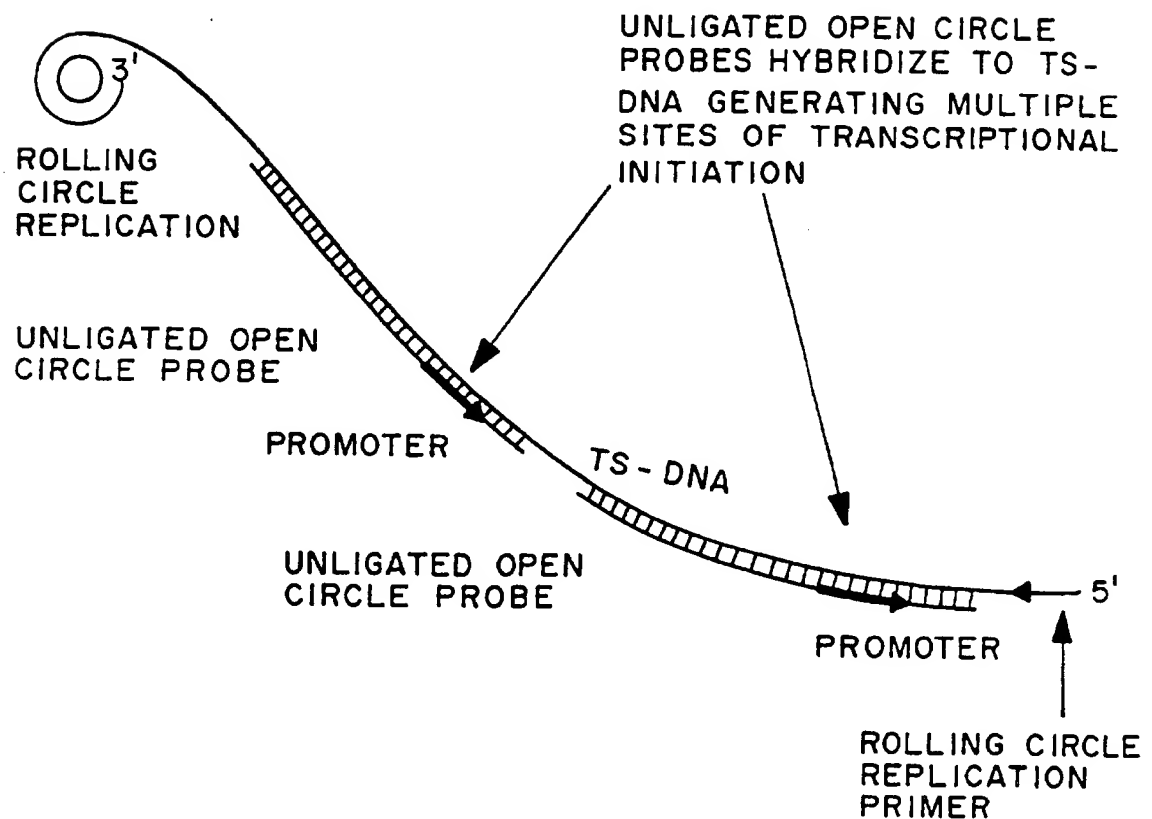 UNLIGATED OPEN CIRCLE
PROBES HYBRIDIZE TO TS-
DNA GENERATING MULTIPLE
SITES OF TRANSCRIPTIONAL
INITIATION
3'
ROLLING
CIRCLE
REPLICATION
UNLIGATED OPEN
CIRCLE PROBE
PROMOTER
TS-DNA
UNLIGATED OPEN
CIRCLE PROBE
5'
PROMOTER
ROLLING CIRCLE
REPLICATION
PRIMER